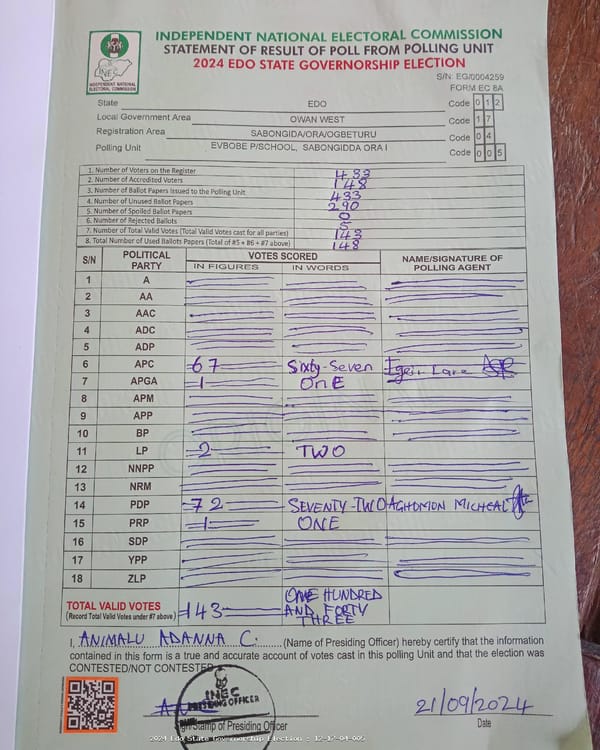 INDEPENDENT NATIONAL ELECTORAL COMMISSION
STATEMENT OF RESULT OF POLL FROM POLLING UNIT
2024 EDO STATE GOVERNORSHIP ELECTION
INEC
INDEPENDENT NATIONAL
ELECTORAL COMMISSION
S/N: EG/0004259
FORM EC 8A
State EDO Code 0 1 2
Local Government Area OWAN WEST Code 1 7
Registration Area SABONGIDA/ORA/OGBETURU Code 0 4
Polling Unit EVBOBE P/SCHOOL, SABONGIDDA ORA I Code 0 0 5
1. Number of Voters on the Register 433
2. Number of Accredited Voters 148
3. Number of Ballot Papers Issued to the Polling Unit 433
4. Number of Unused Ballot Papers 290
5. Number of Spoiled Ballot Papers 0
6. Number of Rejected Ballots 5
7. Number of Total Valid Votes (Total Valid Votes cast for all parties) 143
8. Total Number of Used Ballots Papers (Total of #5 + #6 + #7 above) 148
S/N POLITICAL PARTY VOTES SCORED NAME/SIGNATURE OF POLLING AGENT
IN FIGURES IN WORDS
1 A
2 AA
3 AAC
4 ADC
5 ADP
6 APC 67 Sixty-Seven
7 APGA 1 ONE
8 APM
9 APP
10 BP
11 LP 2 TWO
12 NNPP
13 NRM
14 PDP 72 SEVENTY-TWO AGHOMON MICHEAL
15 PRP 1 ONE
16 SDP
17 YPP
18 ZLP
TOTAL VALID VOTES 143 ONE HUNDRED AND FORTY THREE
(Record Total Valid Votes under #7 above)
I, ANIMALU ADANNA C. (Name of Presiding Officer) hereby certify that the information
contained in this form is a true and accurate account of votes cast in this polling Unit and that the election was
CONTESTED/NOT CONTESTED
INEC
PRESIDING OFFICER
21/09/2024
Sign/Stamp of Presiding Officer Date
2024 Edo State Governorship Election : 12-17-04-005